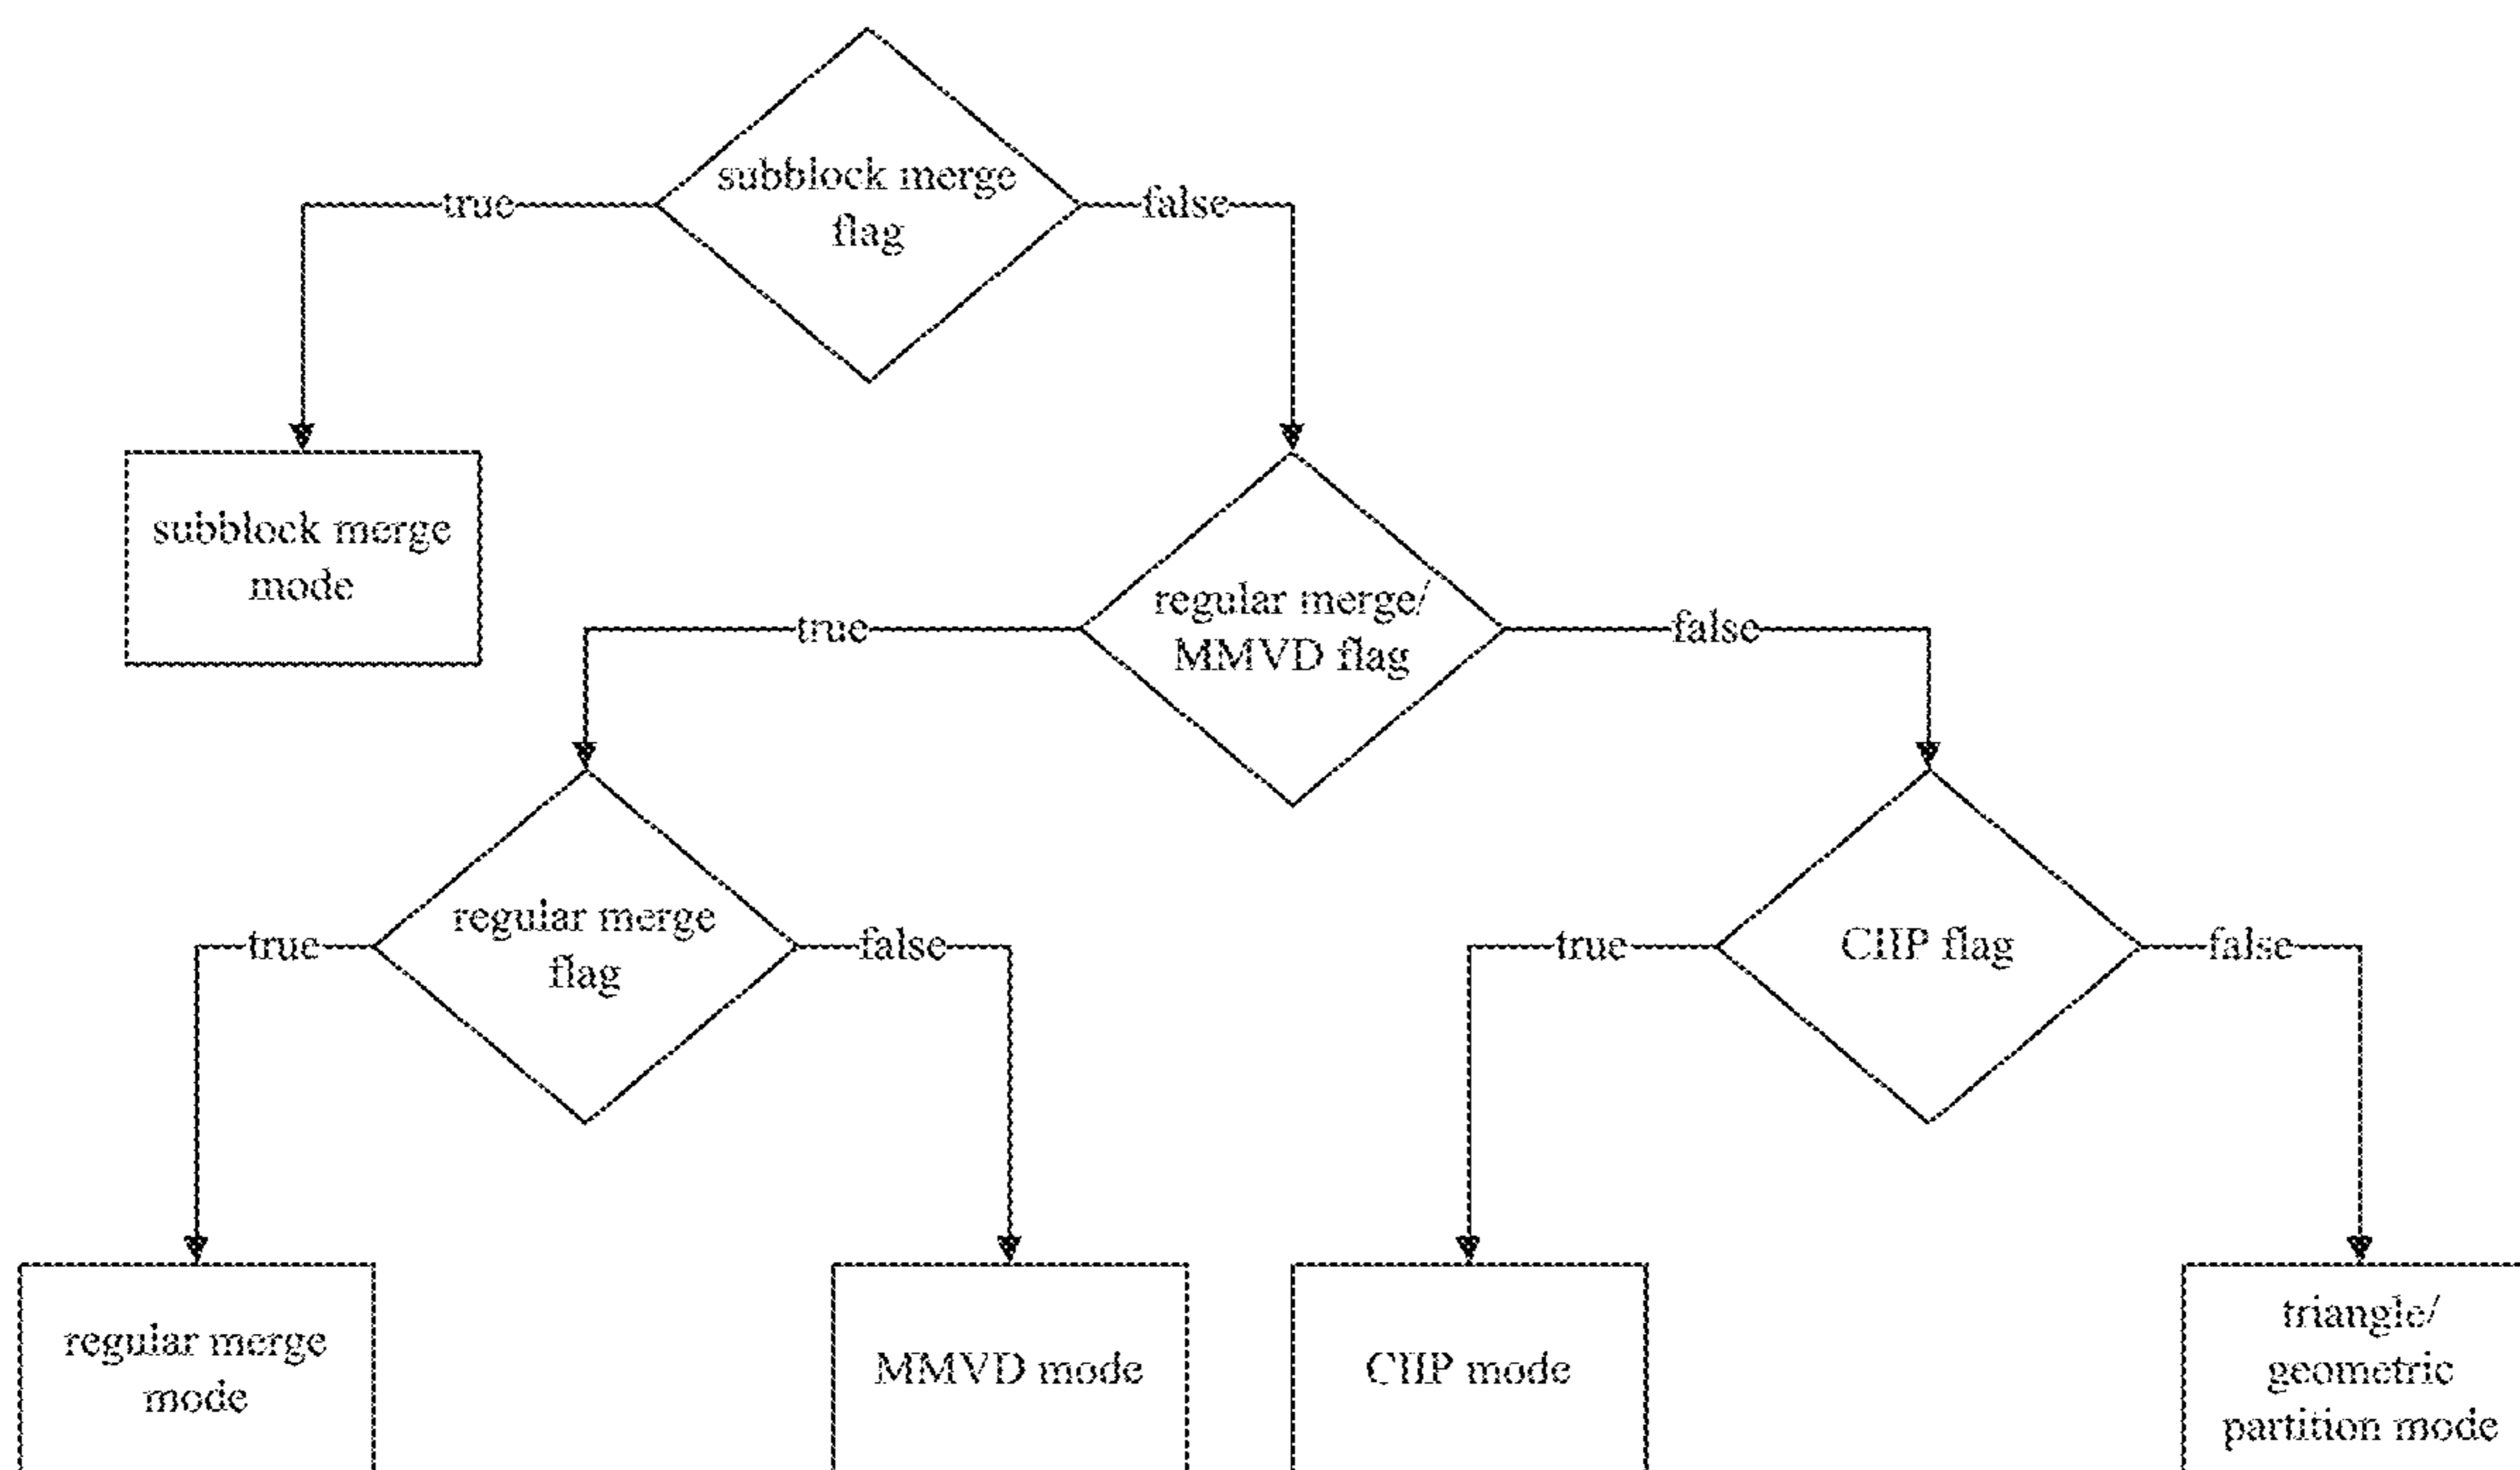 subblock merge
flag
true
false
subblock merge
mode
regular merge/
MMVD flag
true
false
regular merge
flag
true
false
CIIP flag
true
false
regular merge
mode
MMVD mode
CIIP mode
triangle/
geometric
partition mode